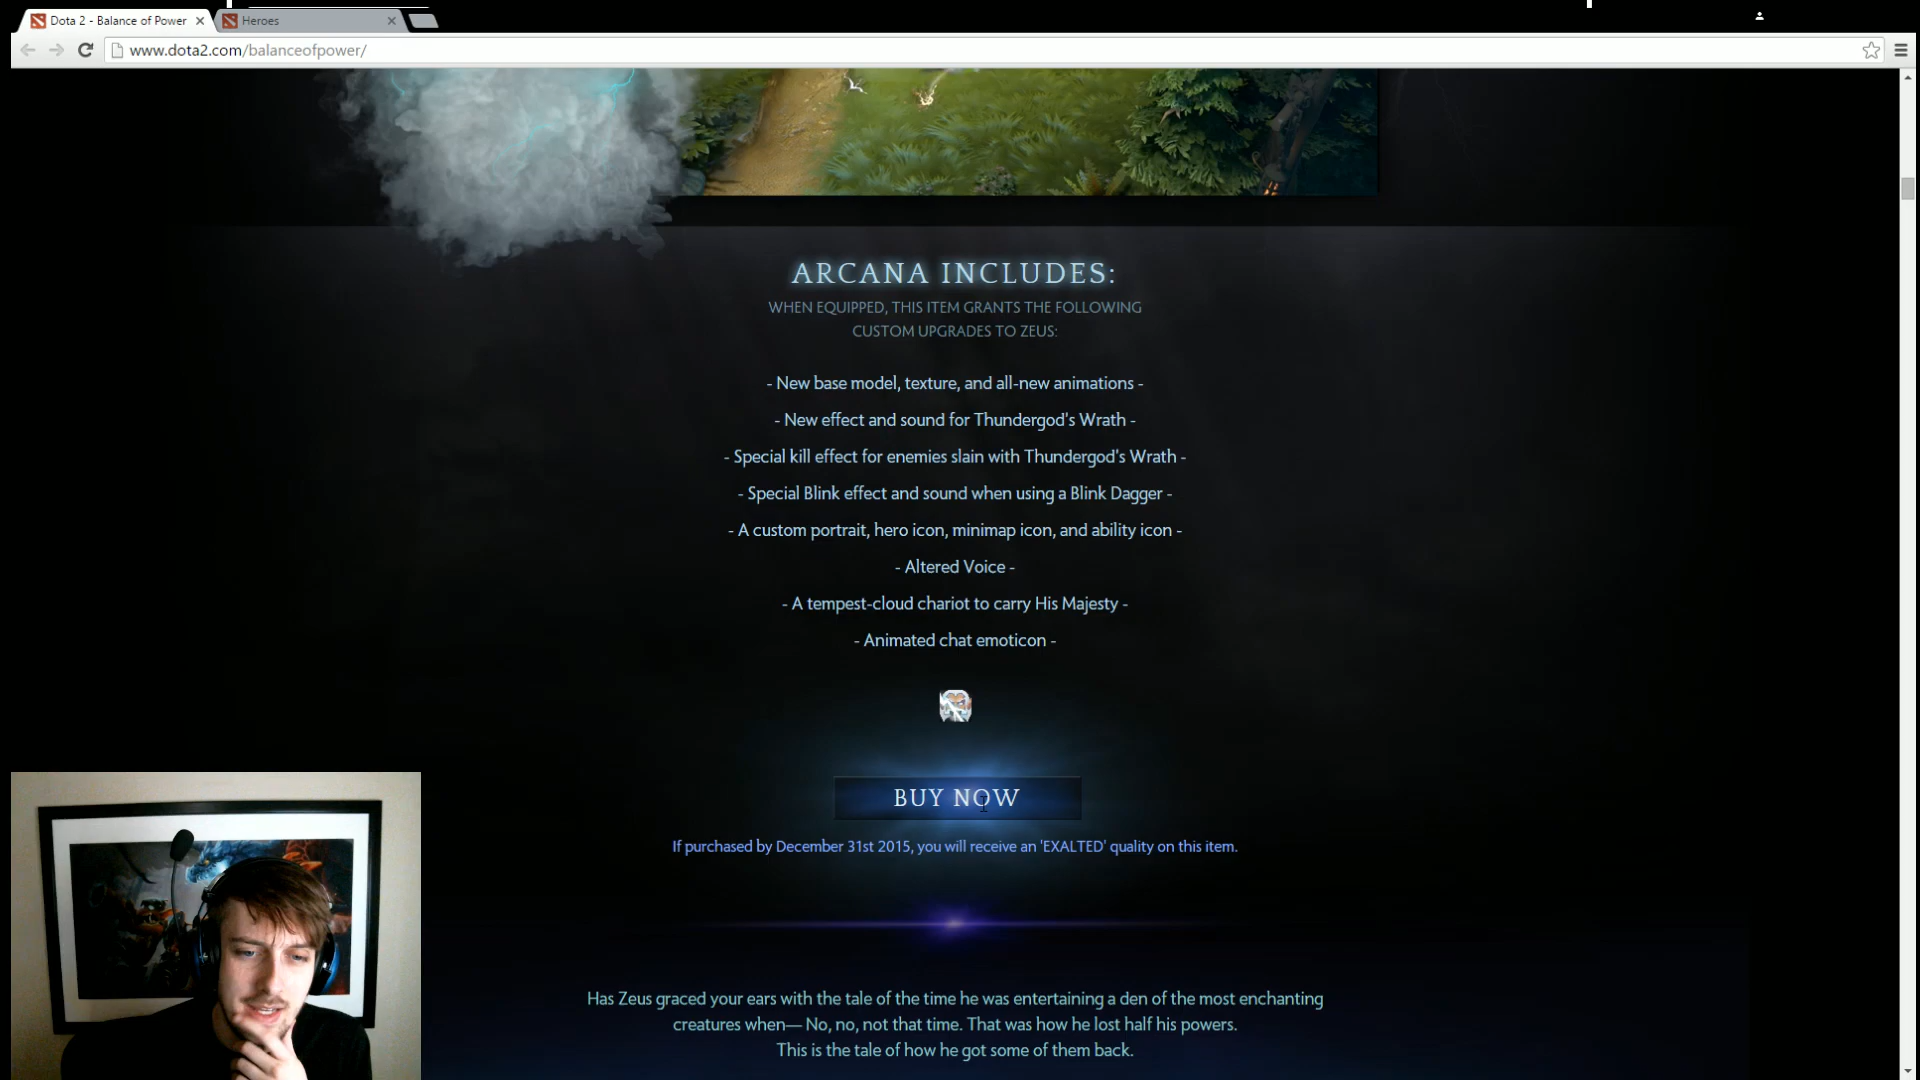 Dota 2 - Balance of Power
Heroes
www.dota2.com/balanceofpower/
ARCANA INCLUDES:
WHEN EQUIPPED, THIS ITEM GRANTS THE FOLLOWING
CUSTOM UPGRADES TO ZEUS:
- New base model, texture, and all-new animations -
- New effect and sound for Thundergod's Wrath -
- Special kill effect for enemies slain with Thundergod's Wrath -
- Special Blink effect and sound when using a Blink Dagger -
- A custom portrait, hero icon, minimap icon, and ability icon -
- Altered Voice -
- A tempest-cloud chariot to carry His Majesty -
- Animated chat emoticon -
BUY NOW
If purchased by December 31st 2015, you will receive an 'EXALTED' quality on this item.
Has Zeus graced your ears with the tale of the time he was entertaining a den of the most enchanting
creatures when— No, no, not that time. That was how he lost half his powers.
This is the tale of how he got some of them back.